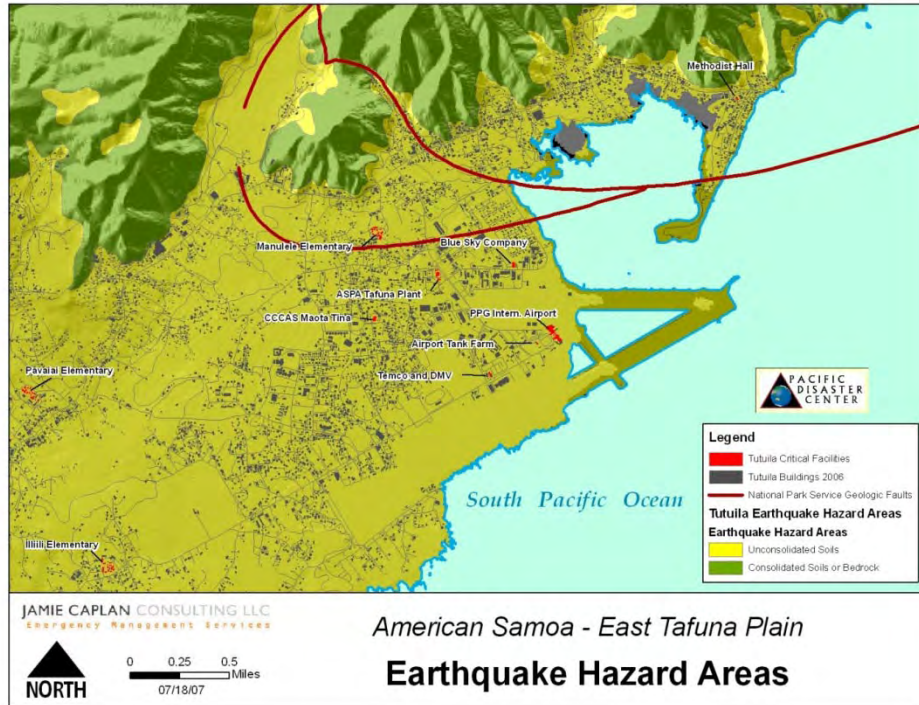 Methodist Hall
Manulele Elementary
Blue Sky Company
ASPA Tafuna Plant
CCCAS Maota Tina
PPG Intern. Airport
Airport Tank Farm
Temco and DMV
Pavaiai Elementary
Illiili Elementary
South Pacific Ocean
PACIFIC
DISASTER
CENTER
Legend
Tutuila Critical Facilities
Tutuila Buildings 2006
National Park Service Geologic Faults
Tutuila Earthquake Hazard Areas
Earthquake Hazard Areas
Unconsolidated Soils
Consolidated Soils or Bedrock
JAMIE CAPLAN CONSULTING LLC
Emergency Management Services
NORTH
0 0.25 0.5
Miles
07/18/07
American Samoa - East Tafuna Plain
Earthquake Hazard Areas